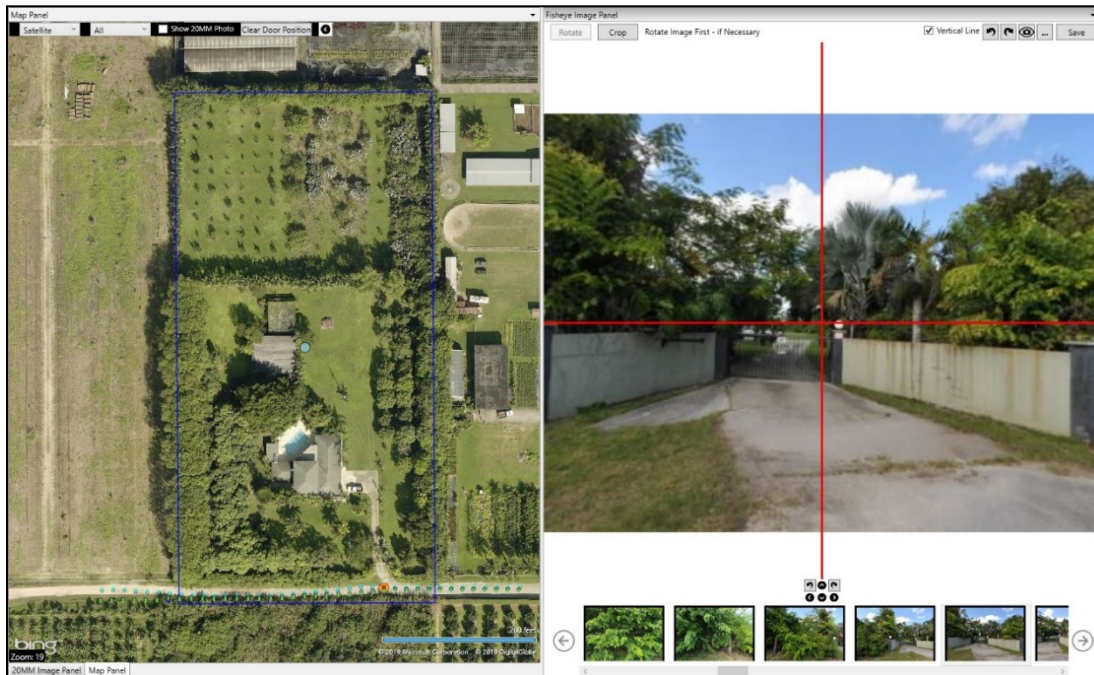 Map Panel
Satellite
All
Show 20MM Photo
Clear Door Position
bing
Zoom: 19
200 feet
© 2019 Microsoft Corporation © 2019 DigitalGlobe
20MM Image Panel
Map Panel
Fisheye Image Panel
Rotate
Crop
Rotate Image First - if Necessary
Vertical Line
...
Save